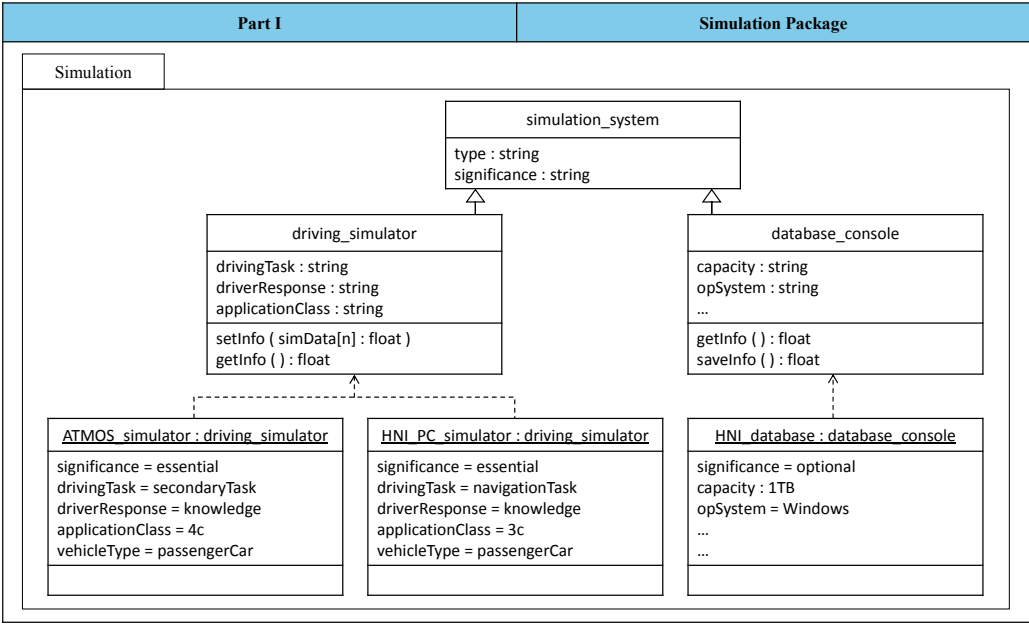 Part I
Simulation Package
Simulation
simulation_system
type : string
significance : string
driving_simulator
drivingTask : string
driverResponse : string
applicationClass : string
setInfo ( simData[n] : float )
getInfo ( ) : float
database_console
capacity : string
opSystem : string
...
getInfo ( ) : float
saveInfo ( ) : float
ATMOS_simulator : driving_simulator
significance = essential
drivingTask = secondaryTask
driverResponse = knowledge
applicationClass = 4c
vehicleType = passengerCar
HNI_PC_simulator : driving_simulator
significance = essential
drivingTask = navigationTask
driverResponse = knowledge
applicationClass = 3c
vehicleType = passengerCar
HNI_database : database_console
significance = optional
capacity : 1TB
opSystem = Windows
...
...